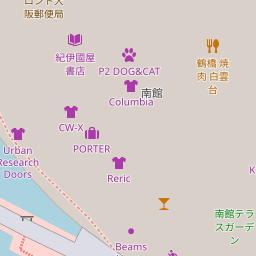 ロント大
阪郵便局
紀伊國屋
書店
P2 DOG&CAT
鶴橋 焼
肉 白雲
台
南館
Columbia
CW-X
PORTER
Urban
Research
Doors
Reric
K
南館テラ
スガーデ
ン
Beams